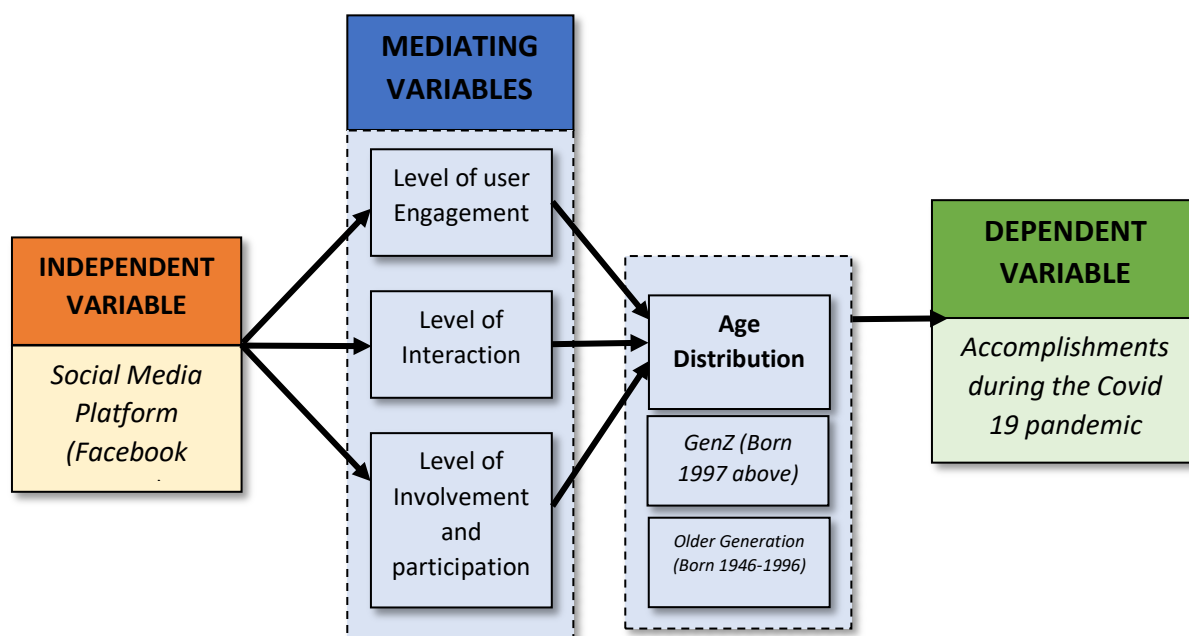 MEDIATING
VARIABLES
Level of user
Engagement
Level of
Interaction
Level of
Involvement
and
participation
INDEPENDENT
VARIABLE
Social Media
Platform
(Facebook
Age
Distribution
GenZ (Born
1997 above)
Older Generation
(Born 1946-1996)
DEPENDENT
VARIABLE
Accomplishments
during the Covid
19 pandemic